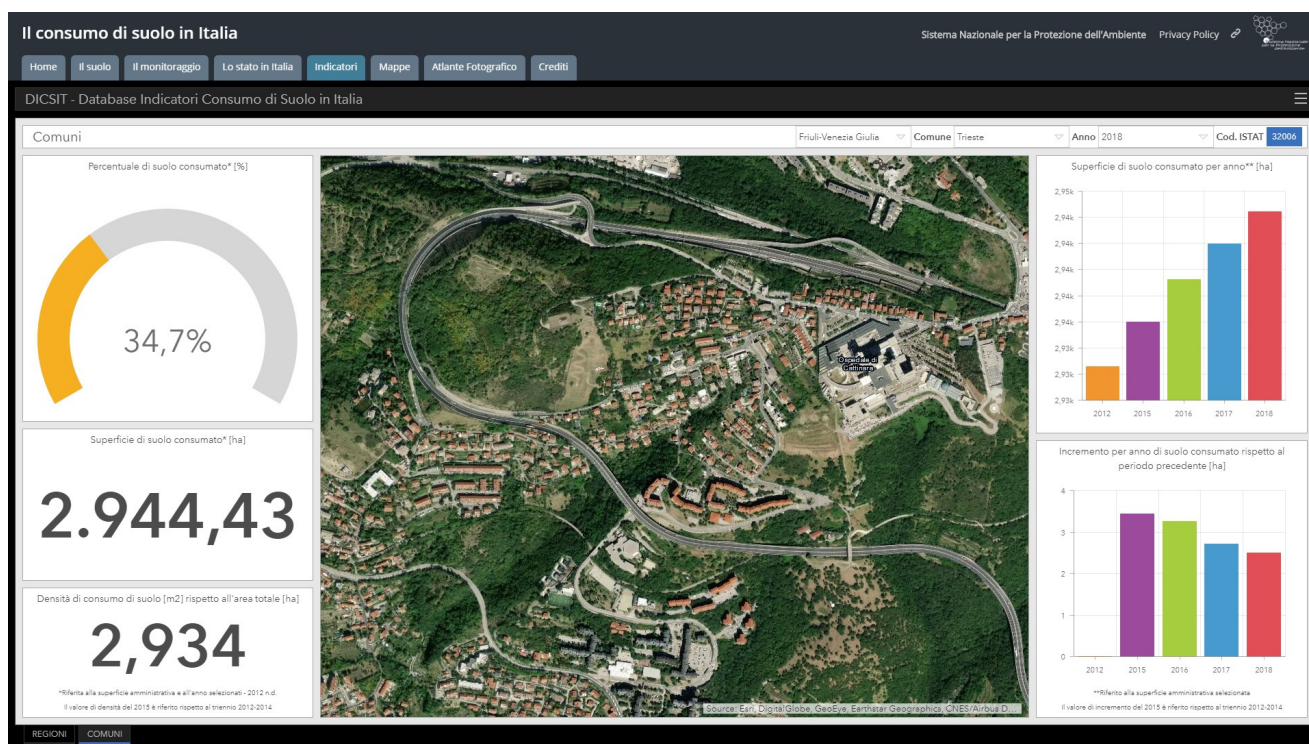 Il consumo di suolo in Italia
Sistema Nazionale per la Protezione dell'Ambiente Privacy Policy
Home Il suolo Il monitoraggio Lo stato in Italia Indicatori Mappe Atlante Fotografico Crediti
DICSIT - Database Indicatori Consumo di Suolo in Italia
Comuni
Friuli-Venezia Giulia Comune Trieste Anno 2018 Cod. ISTAT 32006
Percentuale di suolo consumato* [%]
34,7%
Superficie di suolo consumato* [ha]
2.944,43
Densità di consumo di suolo [m2] rispetto all'area totale [ha]
2,934
*Riferita alla superficie amministrativa e all'anno selezionati - 2012 n.d.
Il valore di densità del 2015 è riferito rispetto al triennio 2012-2014
Ospedale di
Cattinara
Source: Esri, DigitalGlobe, GeoEye, Earthstar Geographics, CNES/Airbus D...
Superficie di suolo consumato per anno** [ha]
2,95k
2,94k
2,94k
2,94k
2,94k
2,94k
2,93k
2,93k
2,93k
2012 2015 2016 2017 2018
Incremento per anno di suolo consumato rispetto al
periodo precedente [ha]
4
3
2
1
0
2012 2015 2016 2017 2018
**Riferito alla superficie amministrativa selezionata
Il valore di incremento del 2015 è riferito rispetto al triennio 2012-2014
REGIONI COMUNI